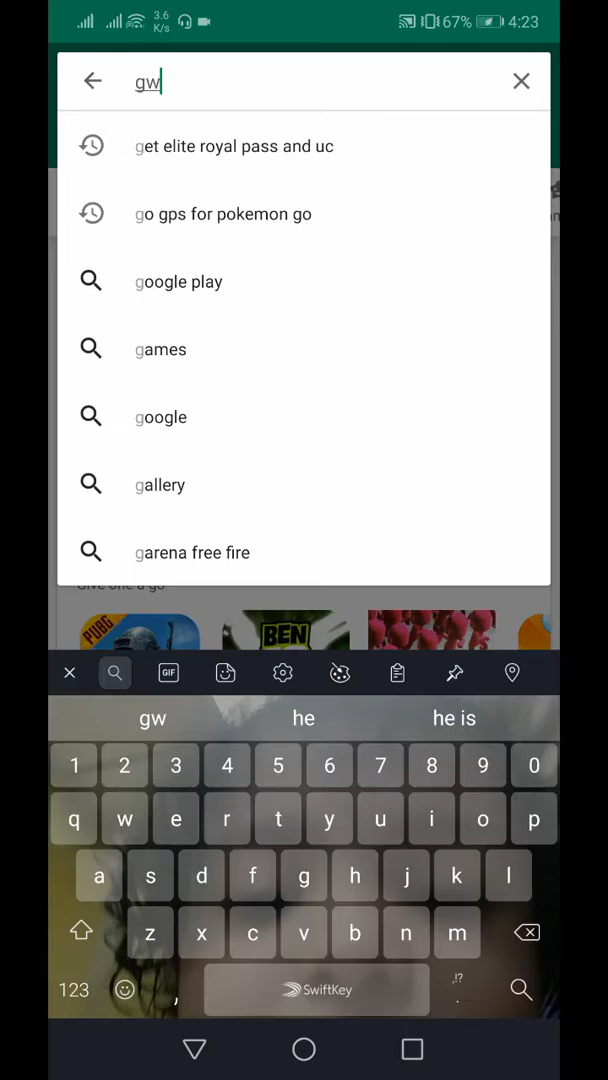 3.6 K/s 67% 4:23
gw
get elite royal pass and uc
go gps for pokemon go
google play
games
google
gallery
garena free fire
PUBG BEN
GIF
gw he he is
1 2 3 4 5 6 7 8 9 0
q w e r t y u i o p
a s d f g h j k l
z x c v b n m
123 , SwiftKey ,!? .